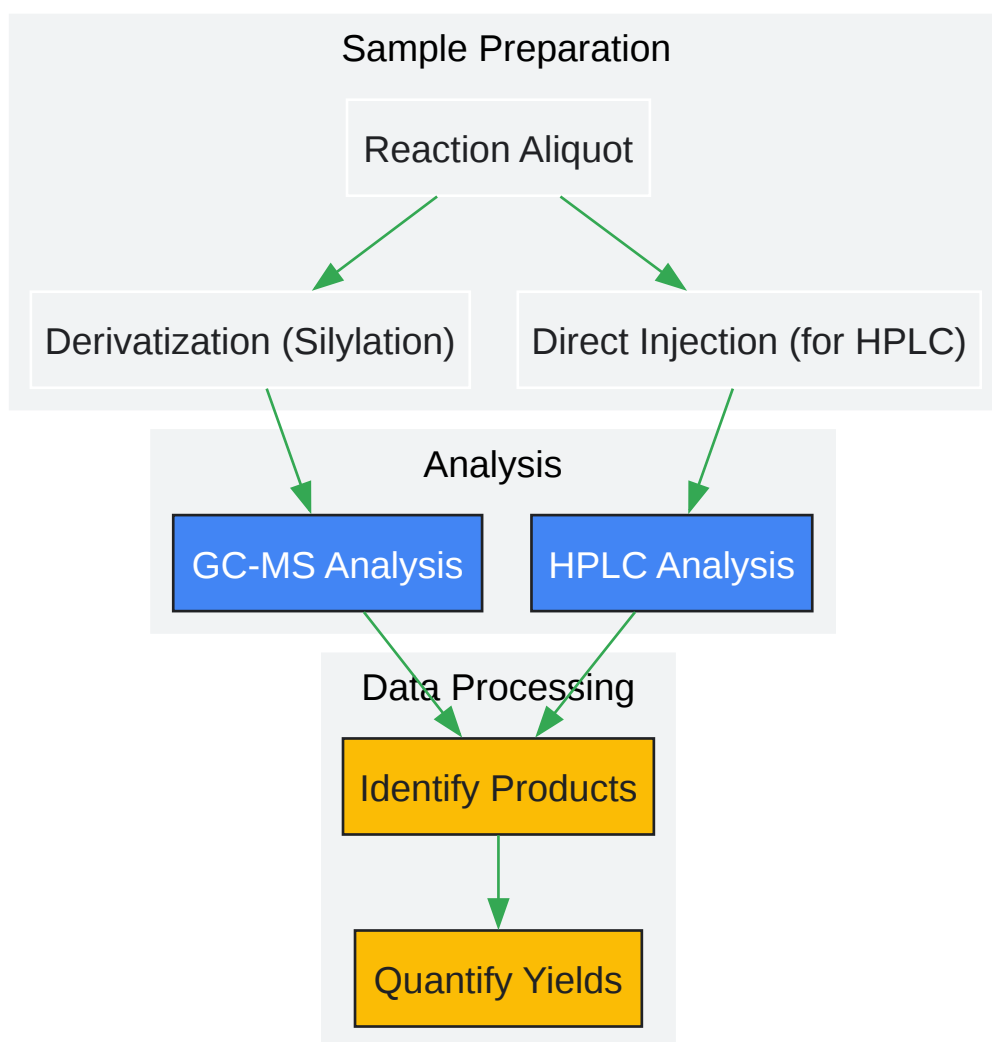 Sample Preparation
Reaction Aliquot
Derivatization (Silylation)
Direct Injection (for HPLC)
Analysis
GC-MS Analysis
HPLC Analysis
Data Processing
Identify Products
Quantify Yields